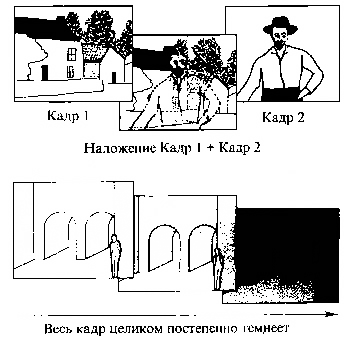 Кадр 1
Кадр 2
Наложение Кадр 1 + Кадр 2
Весь кадр целиком постепенно темнеет